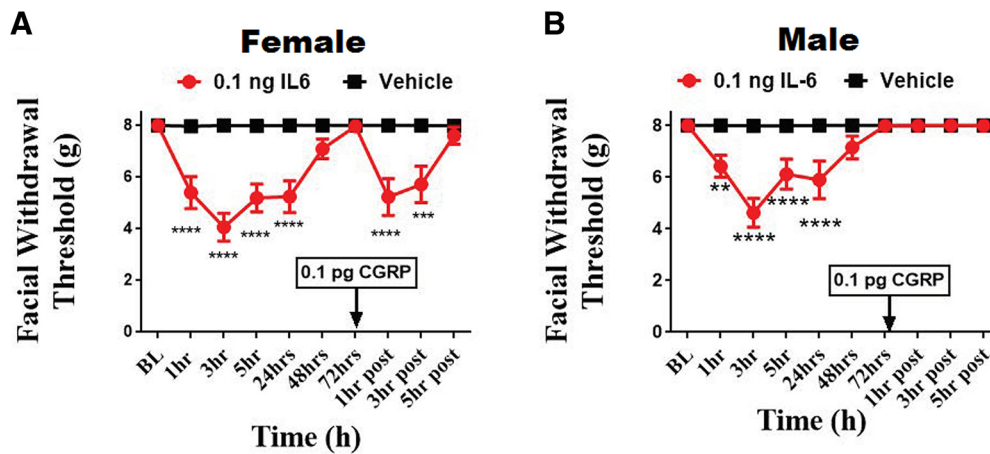 A
Female
0.1 ng IL6
Vehicle
Facial Withdrawal
Threshold (g)
8
6
4
2
0
****
****
****
****
****
***
0.1 pg CGRP
BL
1hr
3hr
5hr
24hrs
48hrs
72hrs
1hr post
3hr post
5hr post
Time (h)
B
Male
0.1 ng IL-6
Vehicle
Facial Withdrawal
Threshold (g)
8
6
4
2
0
**
****
****
****
0.1 pg CGRP
BL
1hr
3hr
5hr
24hrs
48hrs
72hrs
1hr post
3hr post
5hr post
Time (h)